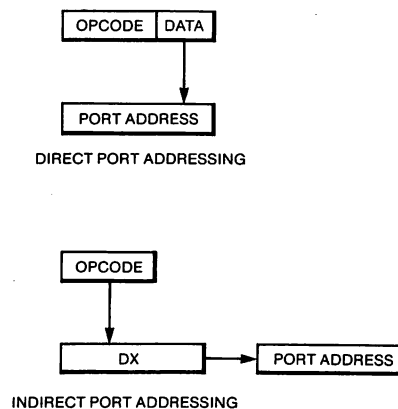 OPCODE DATA
PORT ADDRESS
DIRECT PORT ADDRESSING
OPCODE
DX PORT ADDRESS
INDIRECT PORT ADDRESSING